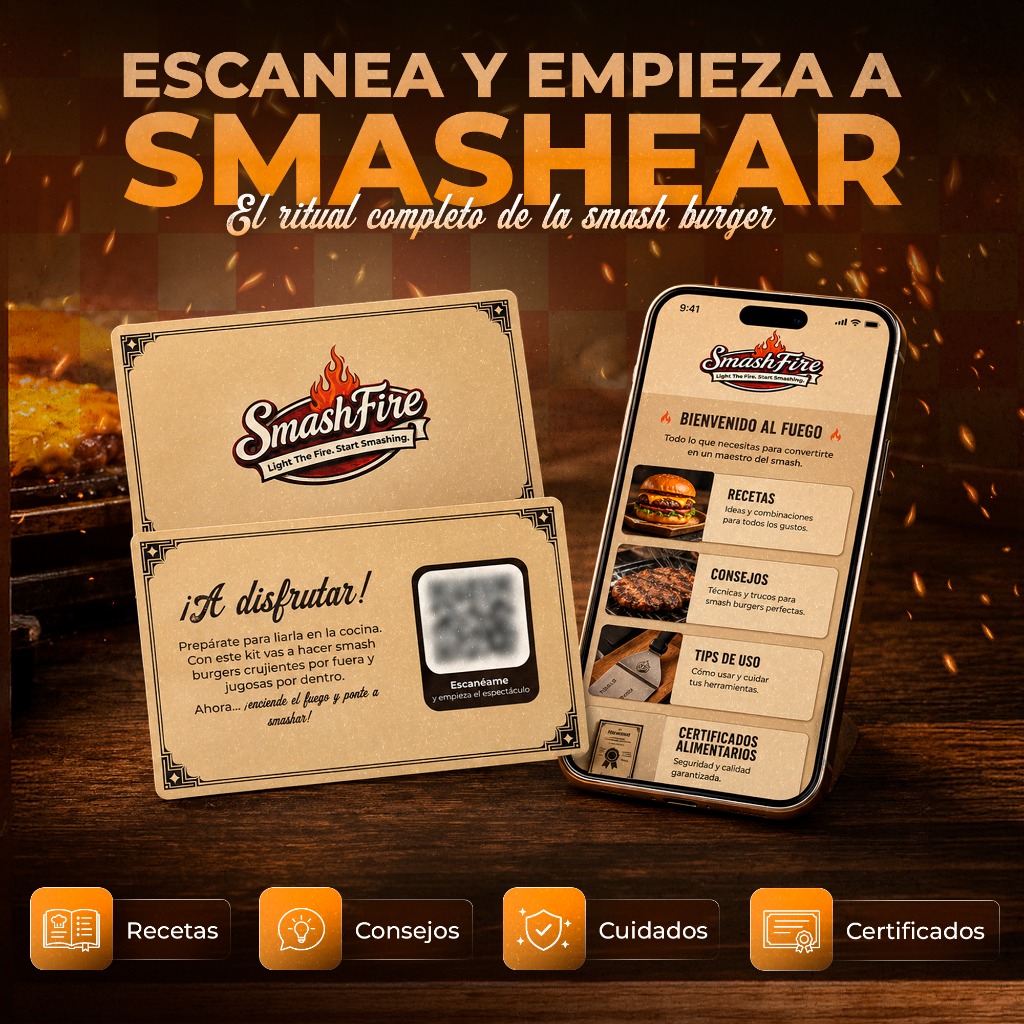 ESCANEA Y EMPIEZA A
SMASHEAR
El ritual completo de la smash burger
SmashFire
Light The Fire. Start Smashing.
¡A disfrutar!
Prepárate para liarla en la cocina.
Con este kit vas a hacer smash
burgers crujientes por fuera y
jugosas por dentro.
Ahora... ¡enciende el fuego y ponte a
smashar!
Escanéame
y empieza el espectáculo
9:41
SmashFire
Light The Fire. Start Smashing.
BIENVENIDO AL FUEGO
Todo lo que necesitas para convertirte
en un maestro del smash.
RECETAS
Ideas y combinaciones
para todos los gustos.
CONSEJOS
Técnicas y trucos para
smash burgers perfectas.
TIPS DE USO
Cómo usar y cuidar
tus herramientas.
CERTIFICADOS
ALIMENTARIOS
Seguridad y calidad
garantizada.
Recetas
Consejos
Cuidados
Certificados